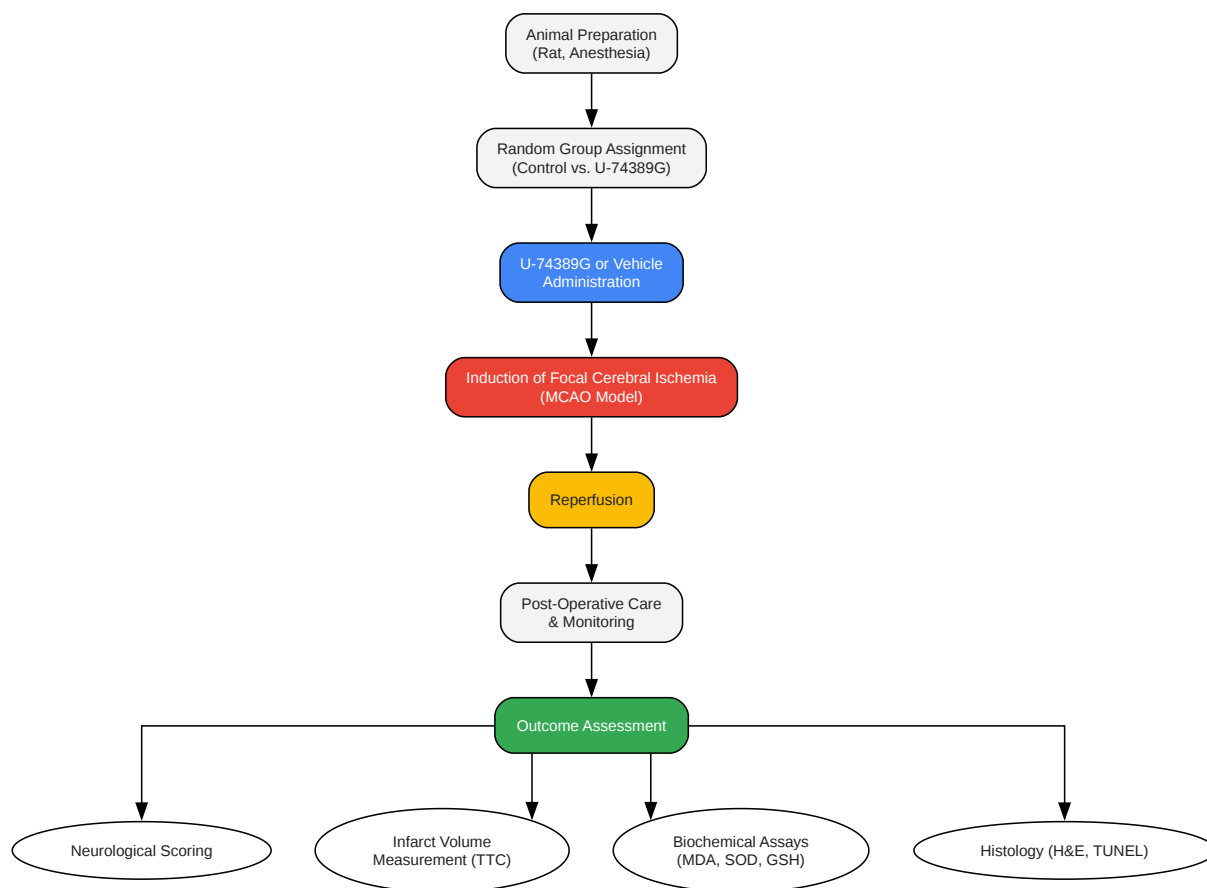 Animal Preparation
(Rat, Anesthesia)
Random Group Assignment
(Control vs. U-74389G)
U-74389G or Vehicle
Administration
Induction of Focal Cerebral Ischemia
(MCAO Model)
Reperfusion
Post-Operative Care
& Monitoring
Outcome Assessment
Neurological Scoring
Infarct Volume
Measurement (TTC)
Biochemical Assays
(MDA, SOD, GSH)
Histology (H&E, TUNEL)